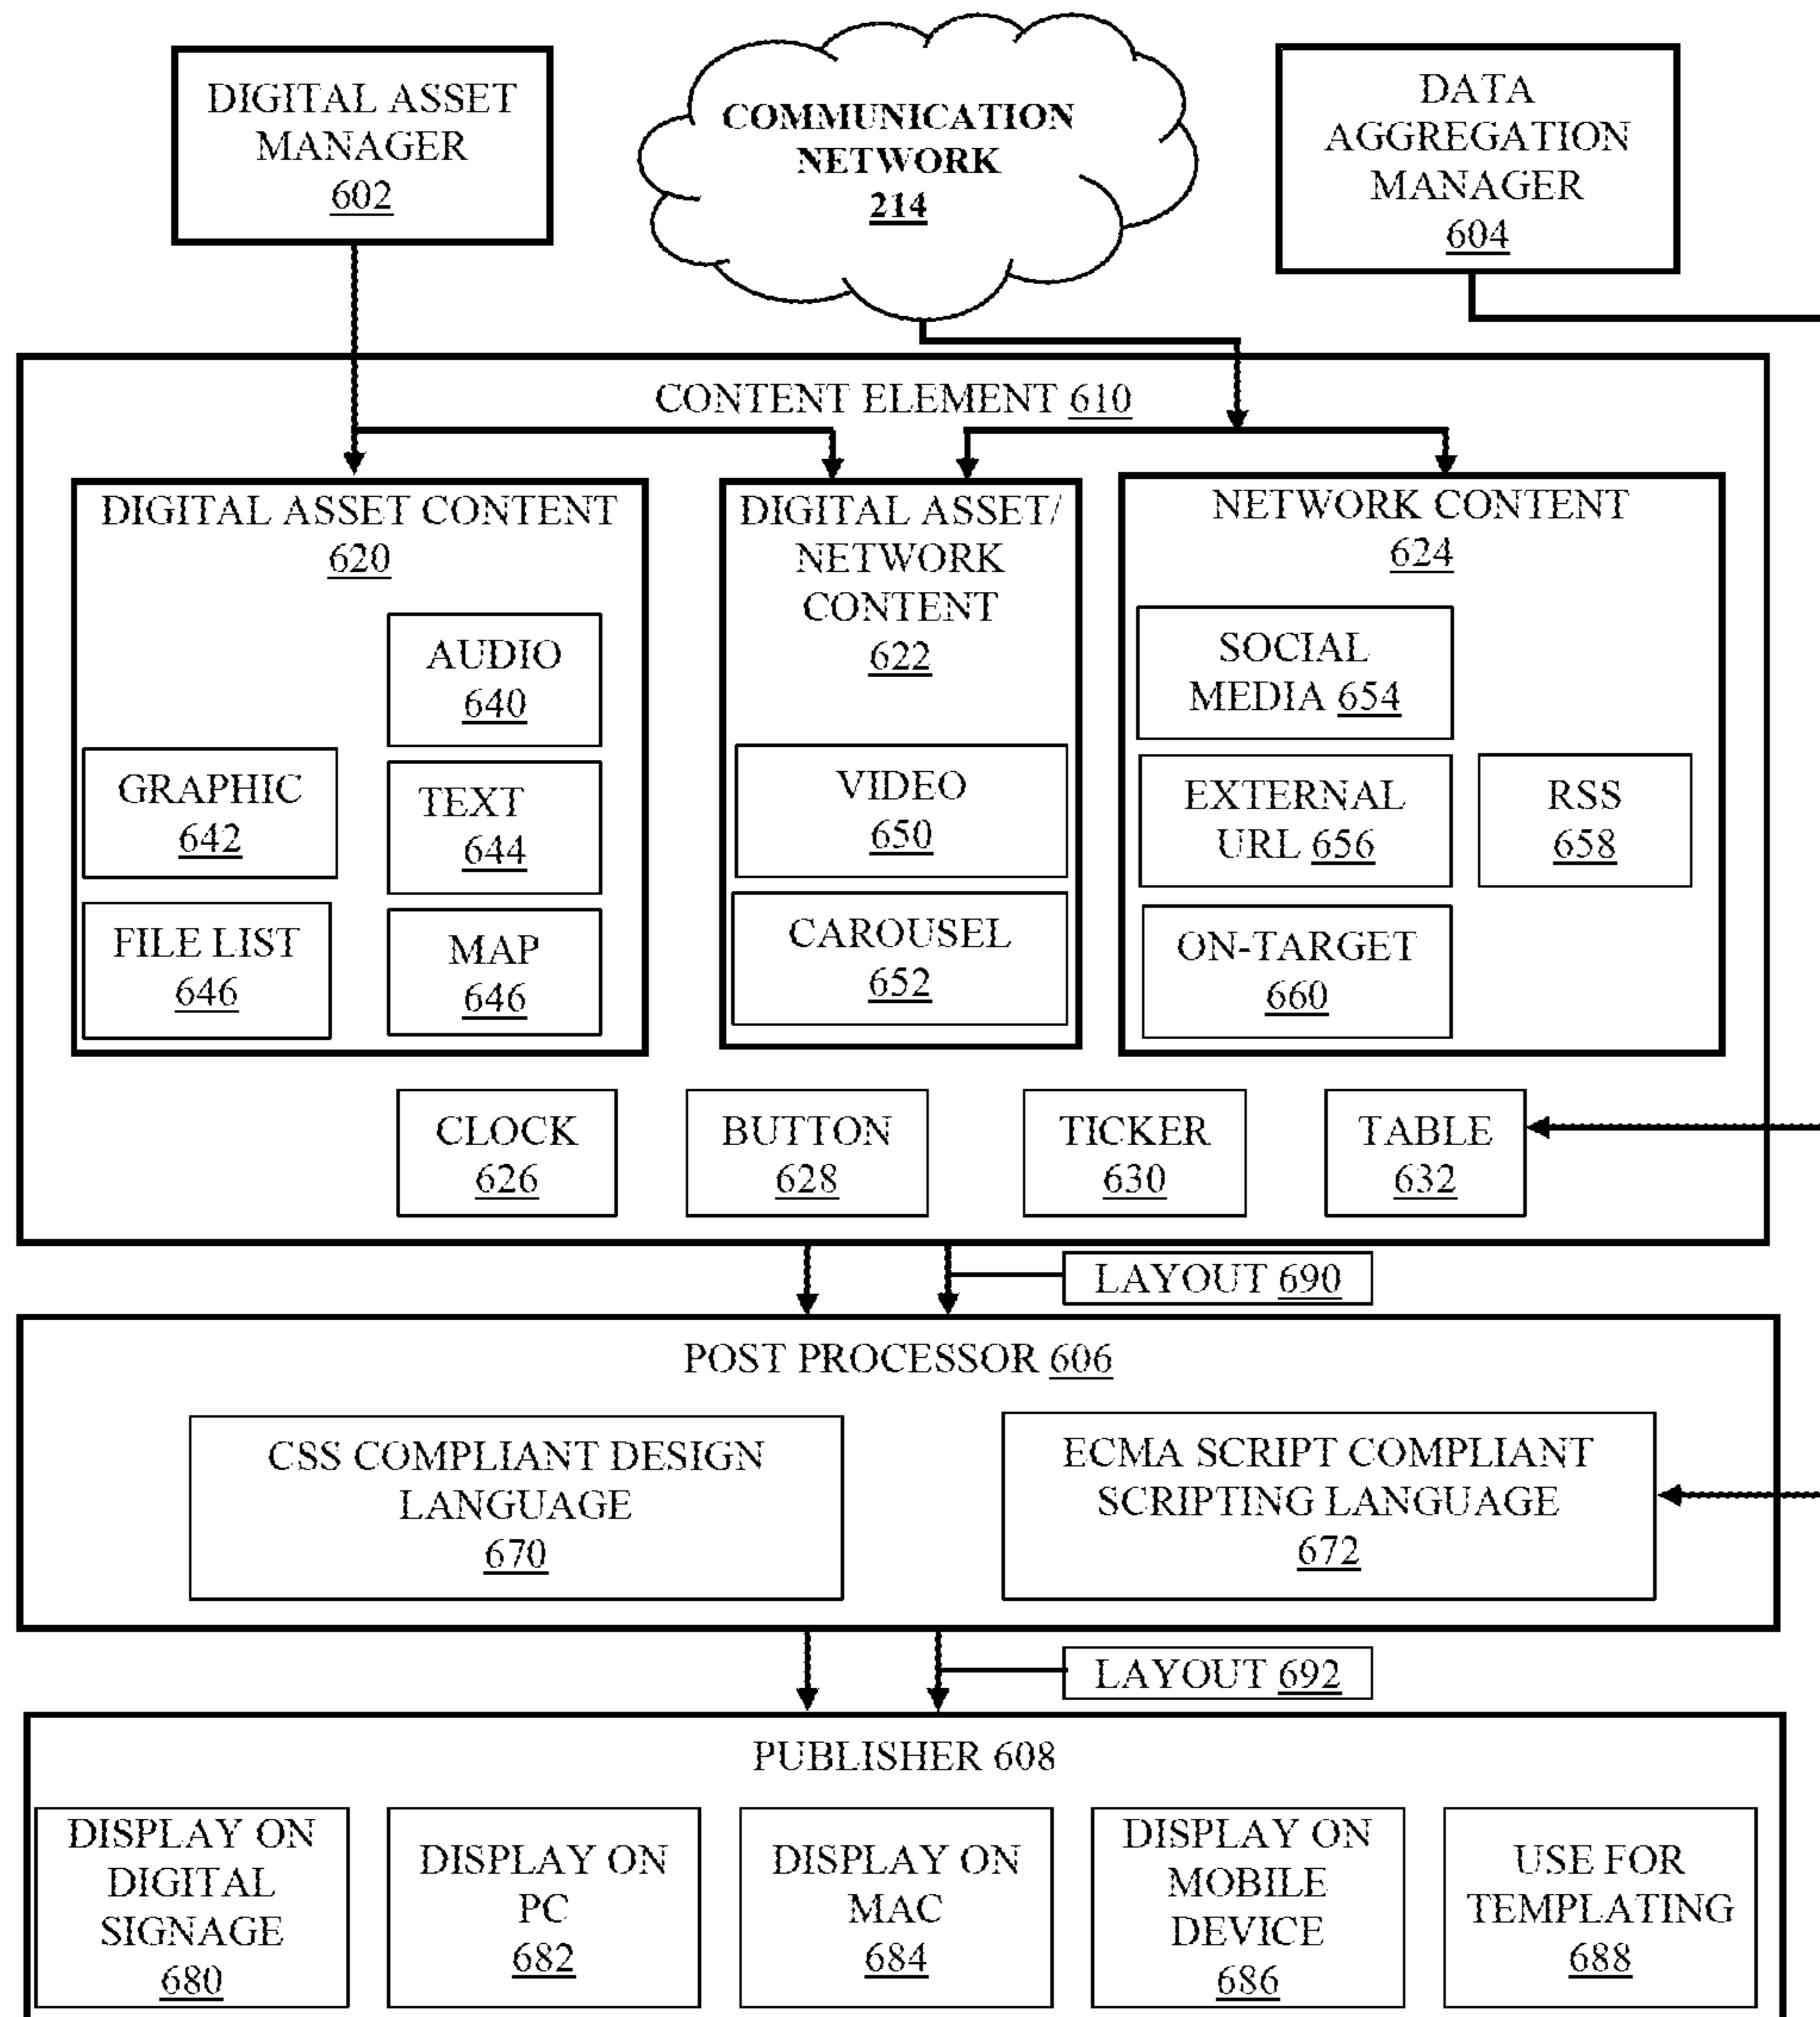 DIGITAL ASSET
MANAGER
602
COMMUNICATION
NETWORK
214
DATA
AGGREGATION
MANAGER
604
CONTENT ELEMENT 610
DIGITAL ASSET CONTENT
620
AUDIO
640
GRAPHIC
642
TEXT
644
FILE LIST
646
MAP
646
DIGITAL ASSET/
NETWORK
CONTENT
622
VIDEO
650
CAROUSEL
652
NETWORK CONTENT
624
SOCIAL
MEDIA 654
EXTERNAL
URL 656
RSS
658
ON-TARGET
660
CLOCK
626
BUTTON
628
TICKER
630
TABLE
632
LAYOUT 690
POST PROCESSOR 606
CSS COMPLIANT DESIGN
LANGUAGE
670
ECMA SCRIPT COMPLIANT
SCRIPTING LANGUAGE
672
LAYOUT 692
PUBLISHER 608
DISPLAY ON
DIGITAL
SIGNAGE
680
DISPLAY ON
PC
682
DISPLAY ON
MAC
684
DISPLAY ON
MOBILE
DEVICE
686
USE FOR
TEMPLATING
688